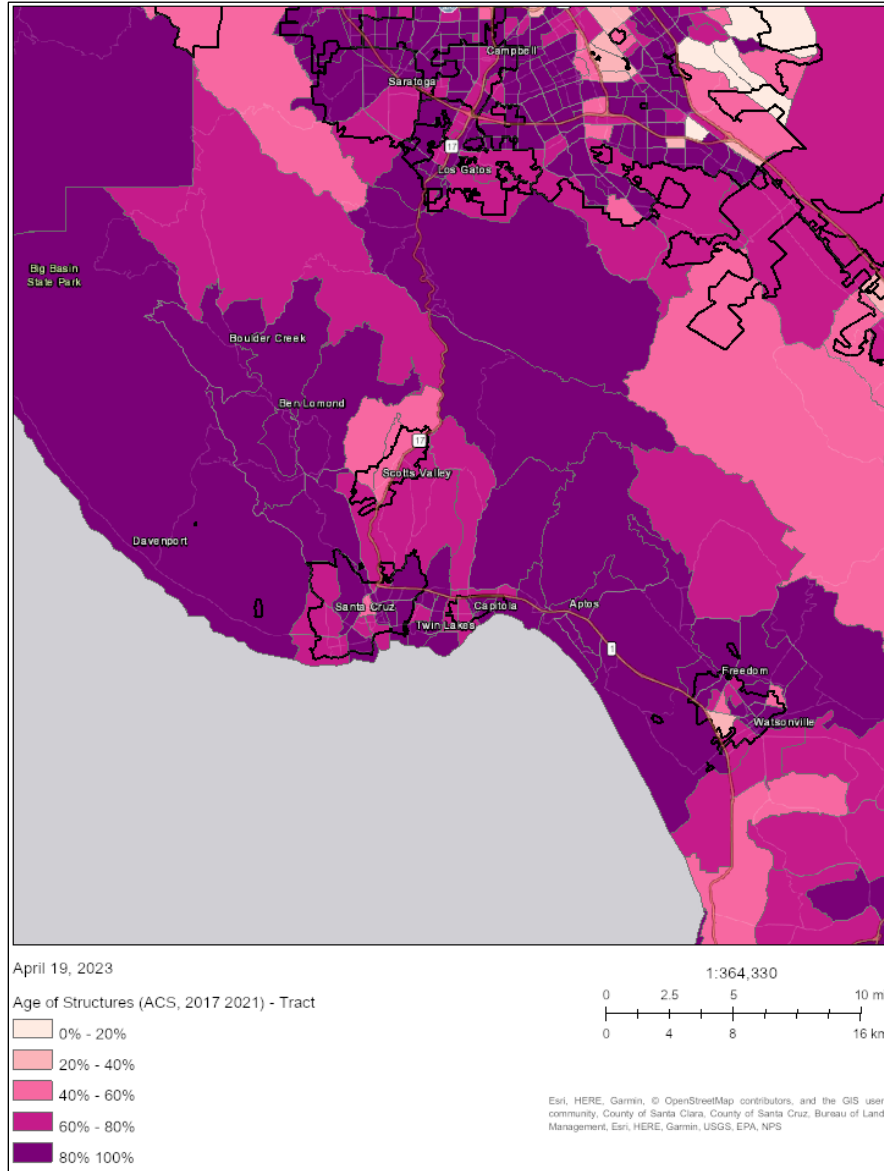 Campbell
Saratoga
17
Los Gatos
Big Basin
State Park
Boulder Creek
Ben Lomond
17
Scotts Valley
Davenport
Santa Cruz
Capitola
Aptos
Twin Lakes
1
Freedom
Watsonville
April 19, 2023
1:364,330
Age of Structures (ACS, 2017 2021) - Tract
0 2.5 5 10 m
0 4 8 16 km
0% - 20%
20% - 40%
40% - 60%
60% - 80%
80% 100%
Esri, HERE, Garmin, © OpenStreetMap contributors, and the GIS user
community, County of Santa Clara, County of Santa Cruz, Bureau of Land
Management, Esri, HERE, Garmin, USGS, EPA, NPS